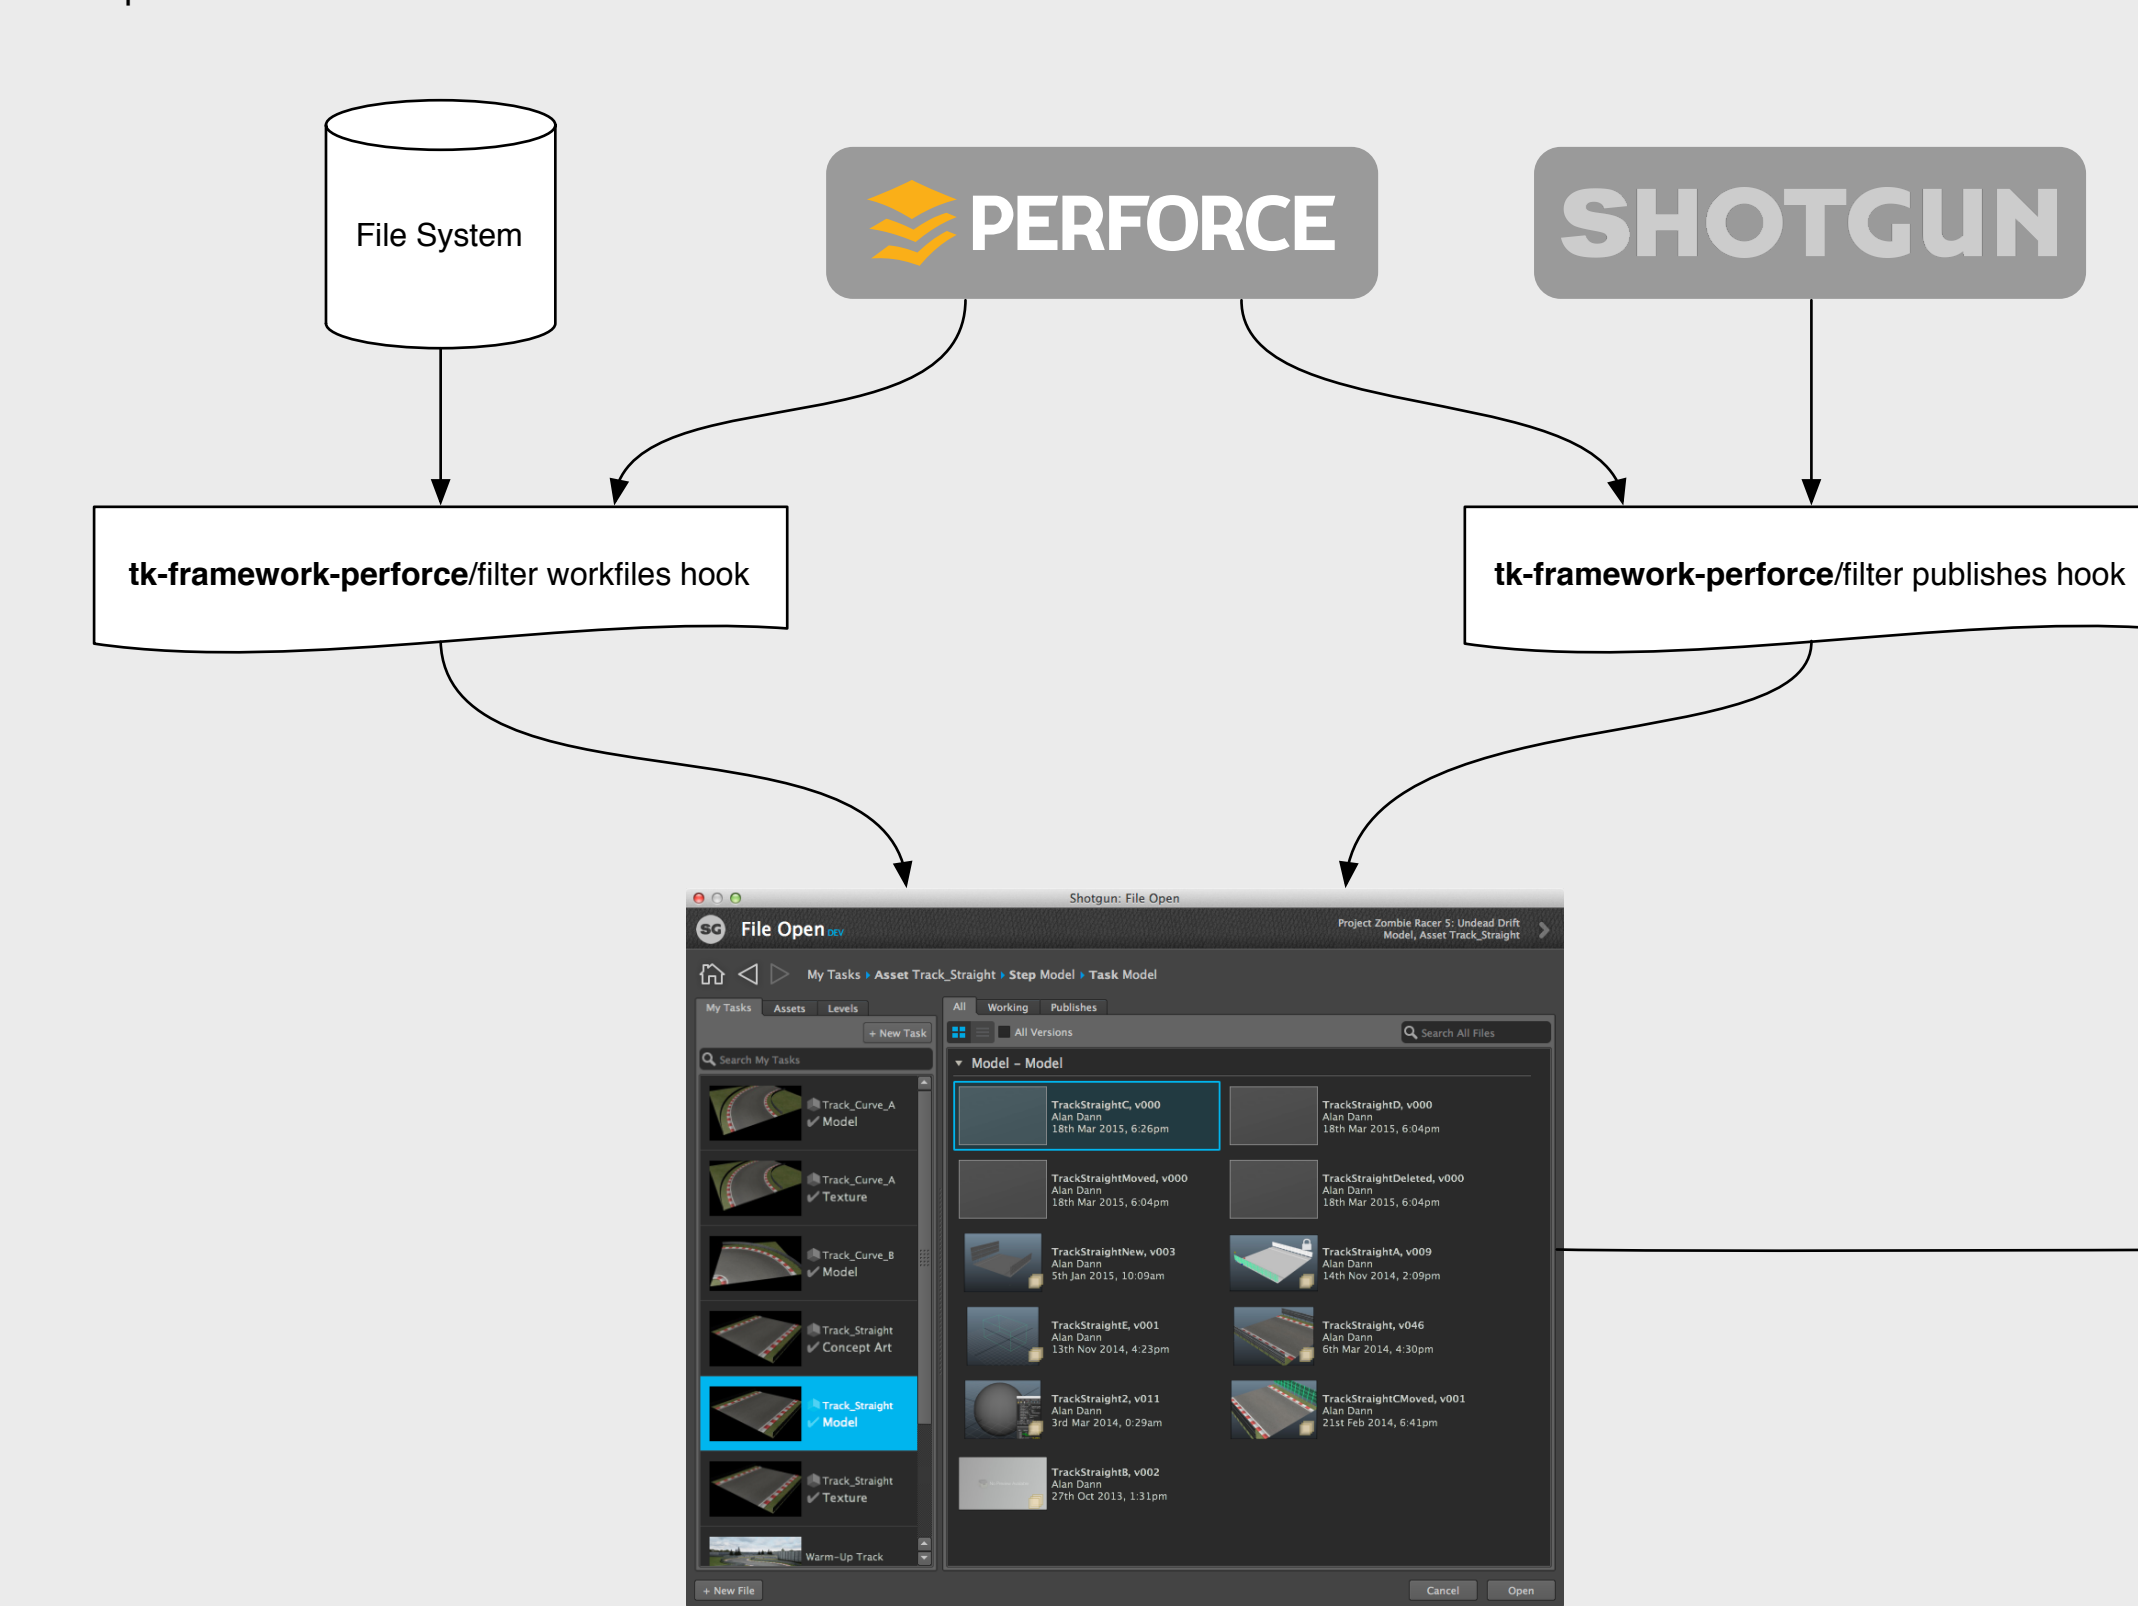 File System
PERFORCE
SHOTGUN
tk-framework-perforce/filter workfiles hook
tk-framework-perforce/filter publishes hook
Shotgun: File Open
SG
File Open DEV
Project Zombie Racer 5: Undead Drift
Model, Asset Track_Straight
My Tasks Asset Track_Straight Step Model Task Model
My Tasks Assets Levels
+ New Task
Search My Tasks
Track_Curve_A
Model
Track_Curve_A
Texture
Track_Curve_B
Model
Track_Straight
Concept Art
Track_Straight
Model
Track_Straight
Texture
Warm-Up Track
+ New File
All Working Publishes
All Versions
Search All Files
Model - Model
TrackStraightC, v000
Alan Dann
18th Mar 2015, 6:26pm
TrackStraightD, v000
Alan Dann
18th Mar 2015, 6:04pm
TrackStraightMoved, v000
Alan Dann
18th Mar 2015, 6:04pm
TrackStraightDeleted, v000
Alan Dann
18th Mar 2015, 6:04pm
TrackStraightNew, v003
Alan Dann
5th Jan 2015, 10:09am
TrackStraightA, v009
Alan Dann
14th Nov 2014, 2:09pm
TrackStraightE, v001
Alan Dann
13th Nov 2014, 4:23pm
TrackStraight, v046
Alan Dann
6th Mar 2014, 4:30pm
TrackStraight2, v011
Alan Dann
3rd Mar 2014, 0:29am
TrackStraightCMoved, v001
Alan Dann
21st Feb 2014, 6:41pm
TrackStraightB, v002
Alan Dann
27th Oct 2013, 1:31pm
Cancel
Open